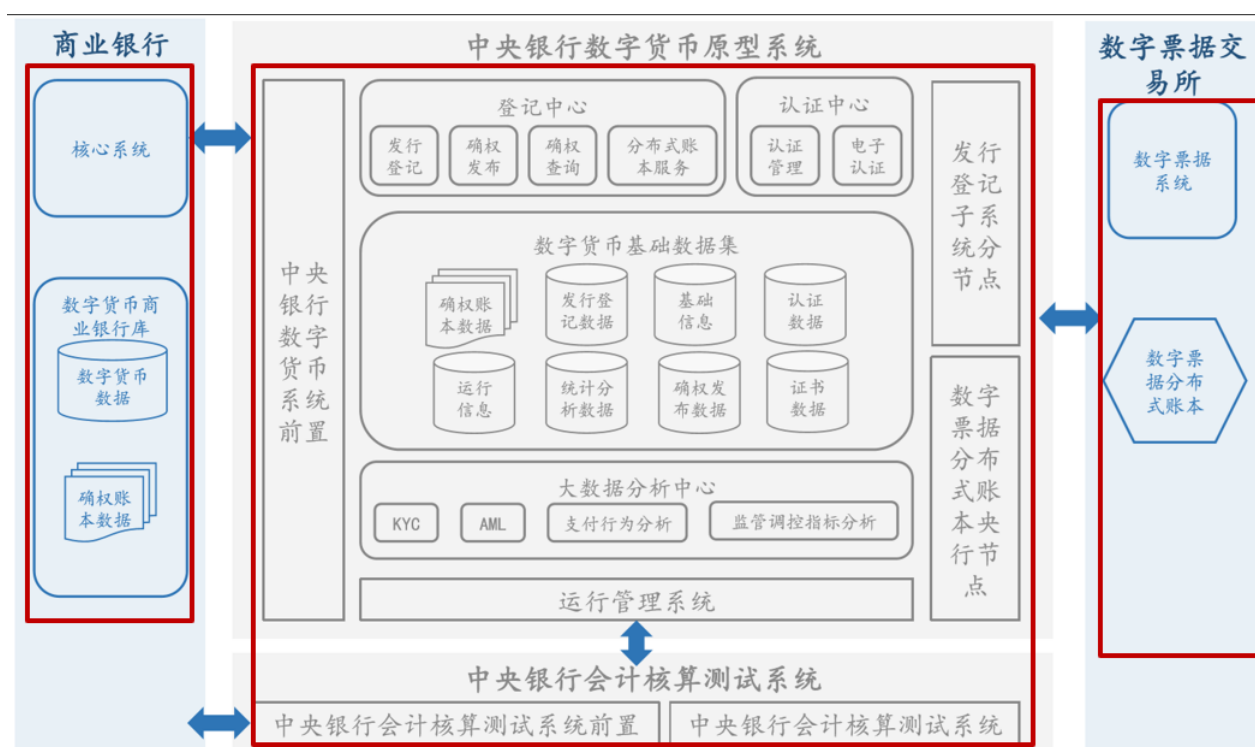 商业银行
核心系统
数字货币商
业银行库
数字货币
数据
确权账
本数据
中央银行数字货币原型系统
中央
银行
数字
货币
系统
前置
登记中心
发行
登记
确权
发布
确权
查询
分布式账
本服务
认证中心
认证
管理
电子
认证
数字货币基础数据集
确权账
本数据
发行登
记数据
基础
信息
认证
数据
运行
信息
统计分
析数据
确权发
布数据
证书
数据
大数据分析中心
KYC
AML
支付行为分析
监管调控指标分析
运行管理系统
发行
登记
子系
统分
节点
数字
票据
分布
式账
本央
行节
点
中央银行会计核算测试系统
中央银行会计核算测试系统前置
中央银行会计核算测试系统
数字票据交
易所
数字票据
系统
数字票
据分布
式账本